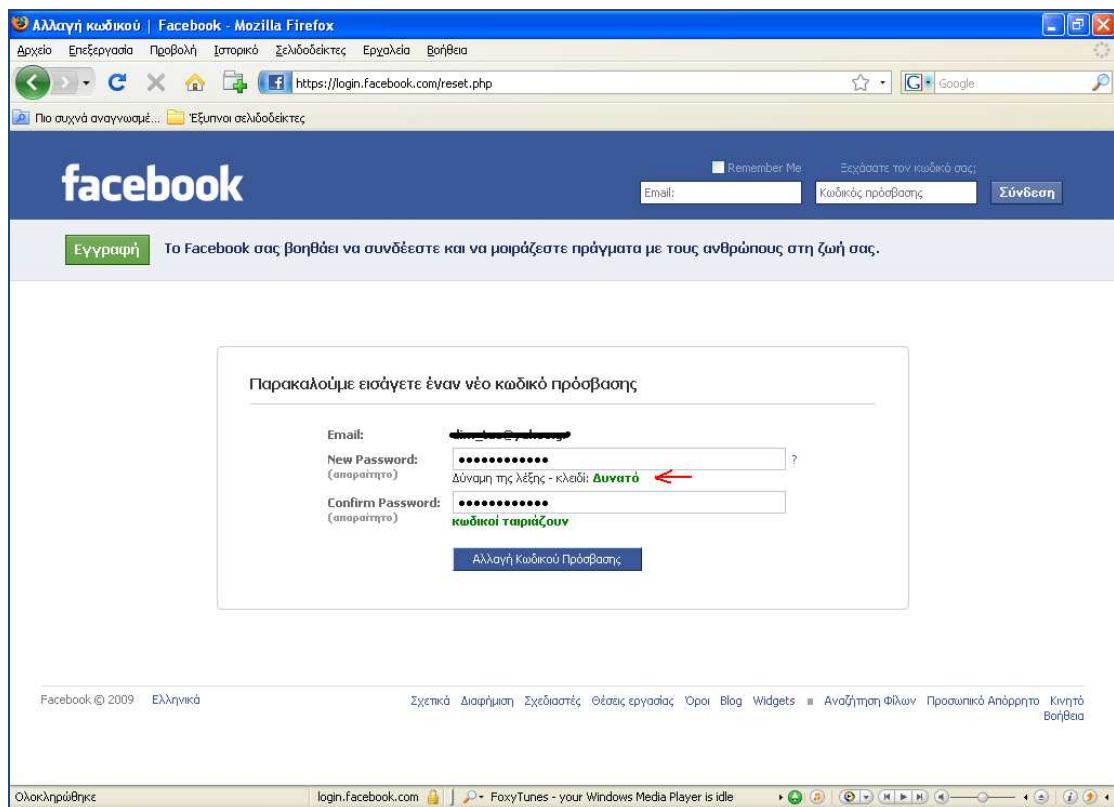 Αλλαγή κωδικού | Facebook - Mozilla Firefox
Αρχείο Επεξεργασία Προβολή Ιστορικό Σελιδοδείκτες Εργαλεία Βοήθεια
https://login.facebook.com/reset.php Google
Πιο συχνά αναγνωσμέ... Έξυπνοι σελιδοδείκτες
Remember Me Ξεχάσατε τον κωδικό σας;
facebook Email: Κωδικός πρόσβασης Σύνδεση
Εγγραφή Το Facebook σας βοηθάει να συνδέεστε και να μοιράζεστε πράγματα με τους ανθρώπους στη ζωή σας.
Παρακαλούμε εισάγετε έναν νέο κωδικό πρόσβασης
Email:
New Password: ●●●●●●●●●●●● ?
(απαραίτητο) Δύναμη της λέξης - κλειδί: Δυνατό
Confirm Password: ●●●●●●●●●●●●
(απαραίτητο) κωδικοί ταιριάζουν
Αλλαγή Κωδικού Πρόσβασης
Facebook © 2009 Ελληνικά Σχετικά Διαφήμιση Σχεδιαστές Θέσεις εργασίας Όροι Blog Widgets Αναζήτηση Φίλων Προσωπικό Απόρρητο Κινητό
Βοήθεια
Ολοκληρώθηκε login.facebook.com FoxyTunes - your Windows Media Player is idle